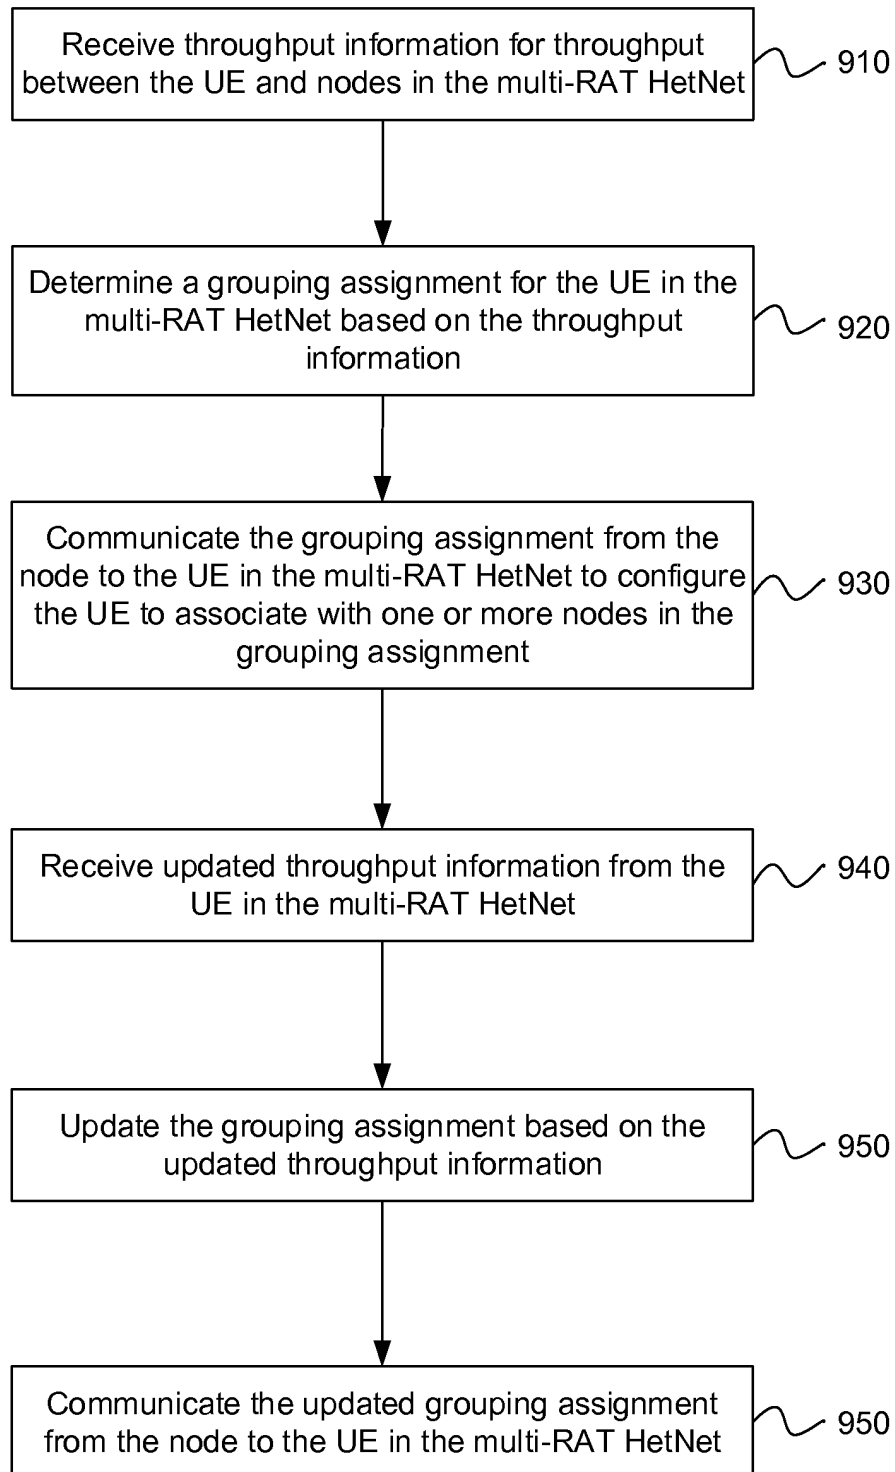 Receive throughput information for throughput
between the UE and nodes in the multi-RAT HetNet
910
Determine a grouping assignment for the UE in the
multi-RAT HetNet based on the throughput
information
920
Communicate the grouping assignment from the
node to the UE in the multi-RAT HetNet to configure
the UE to associate with one or more nodes in the
grouping assignment
930
Receive updated throughput information from the
UE in the multi-RAT HetNet
940
Update the grouping assignment based on the
updated throughput information
950
Communicate the updated grouping assignment
from the node to the UE in the multi-RAT HetNet
950